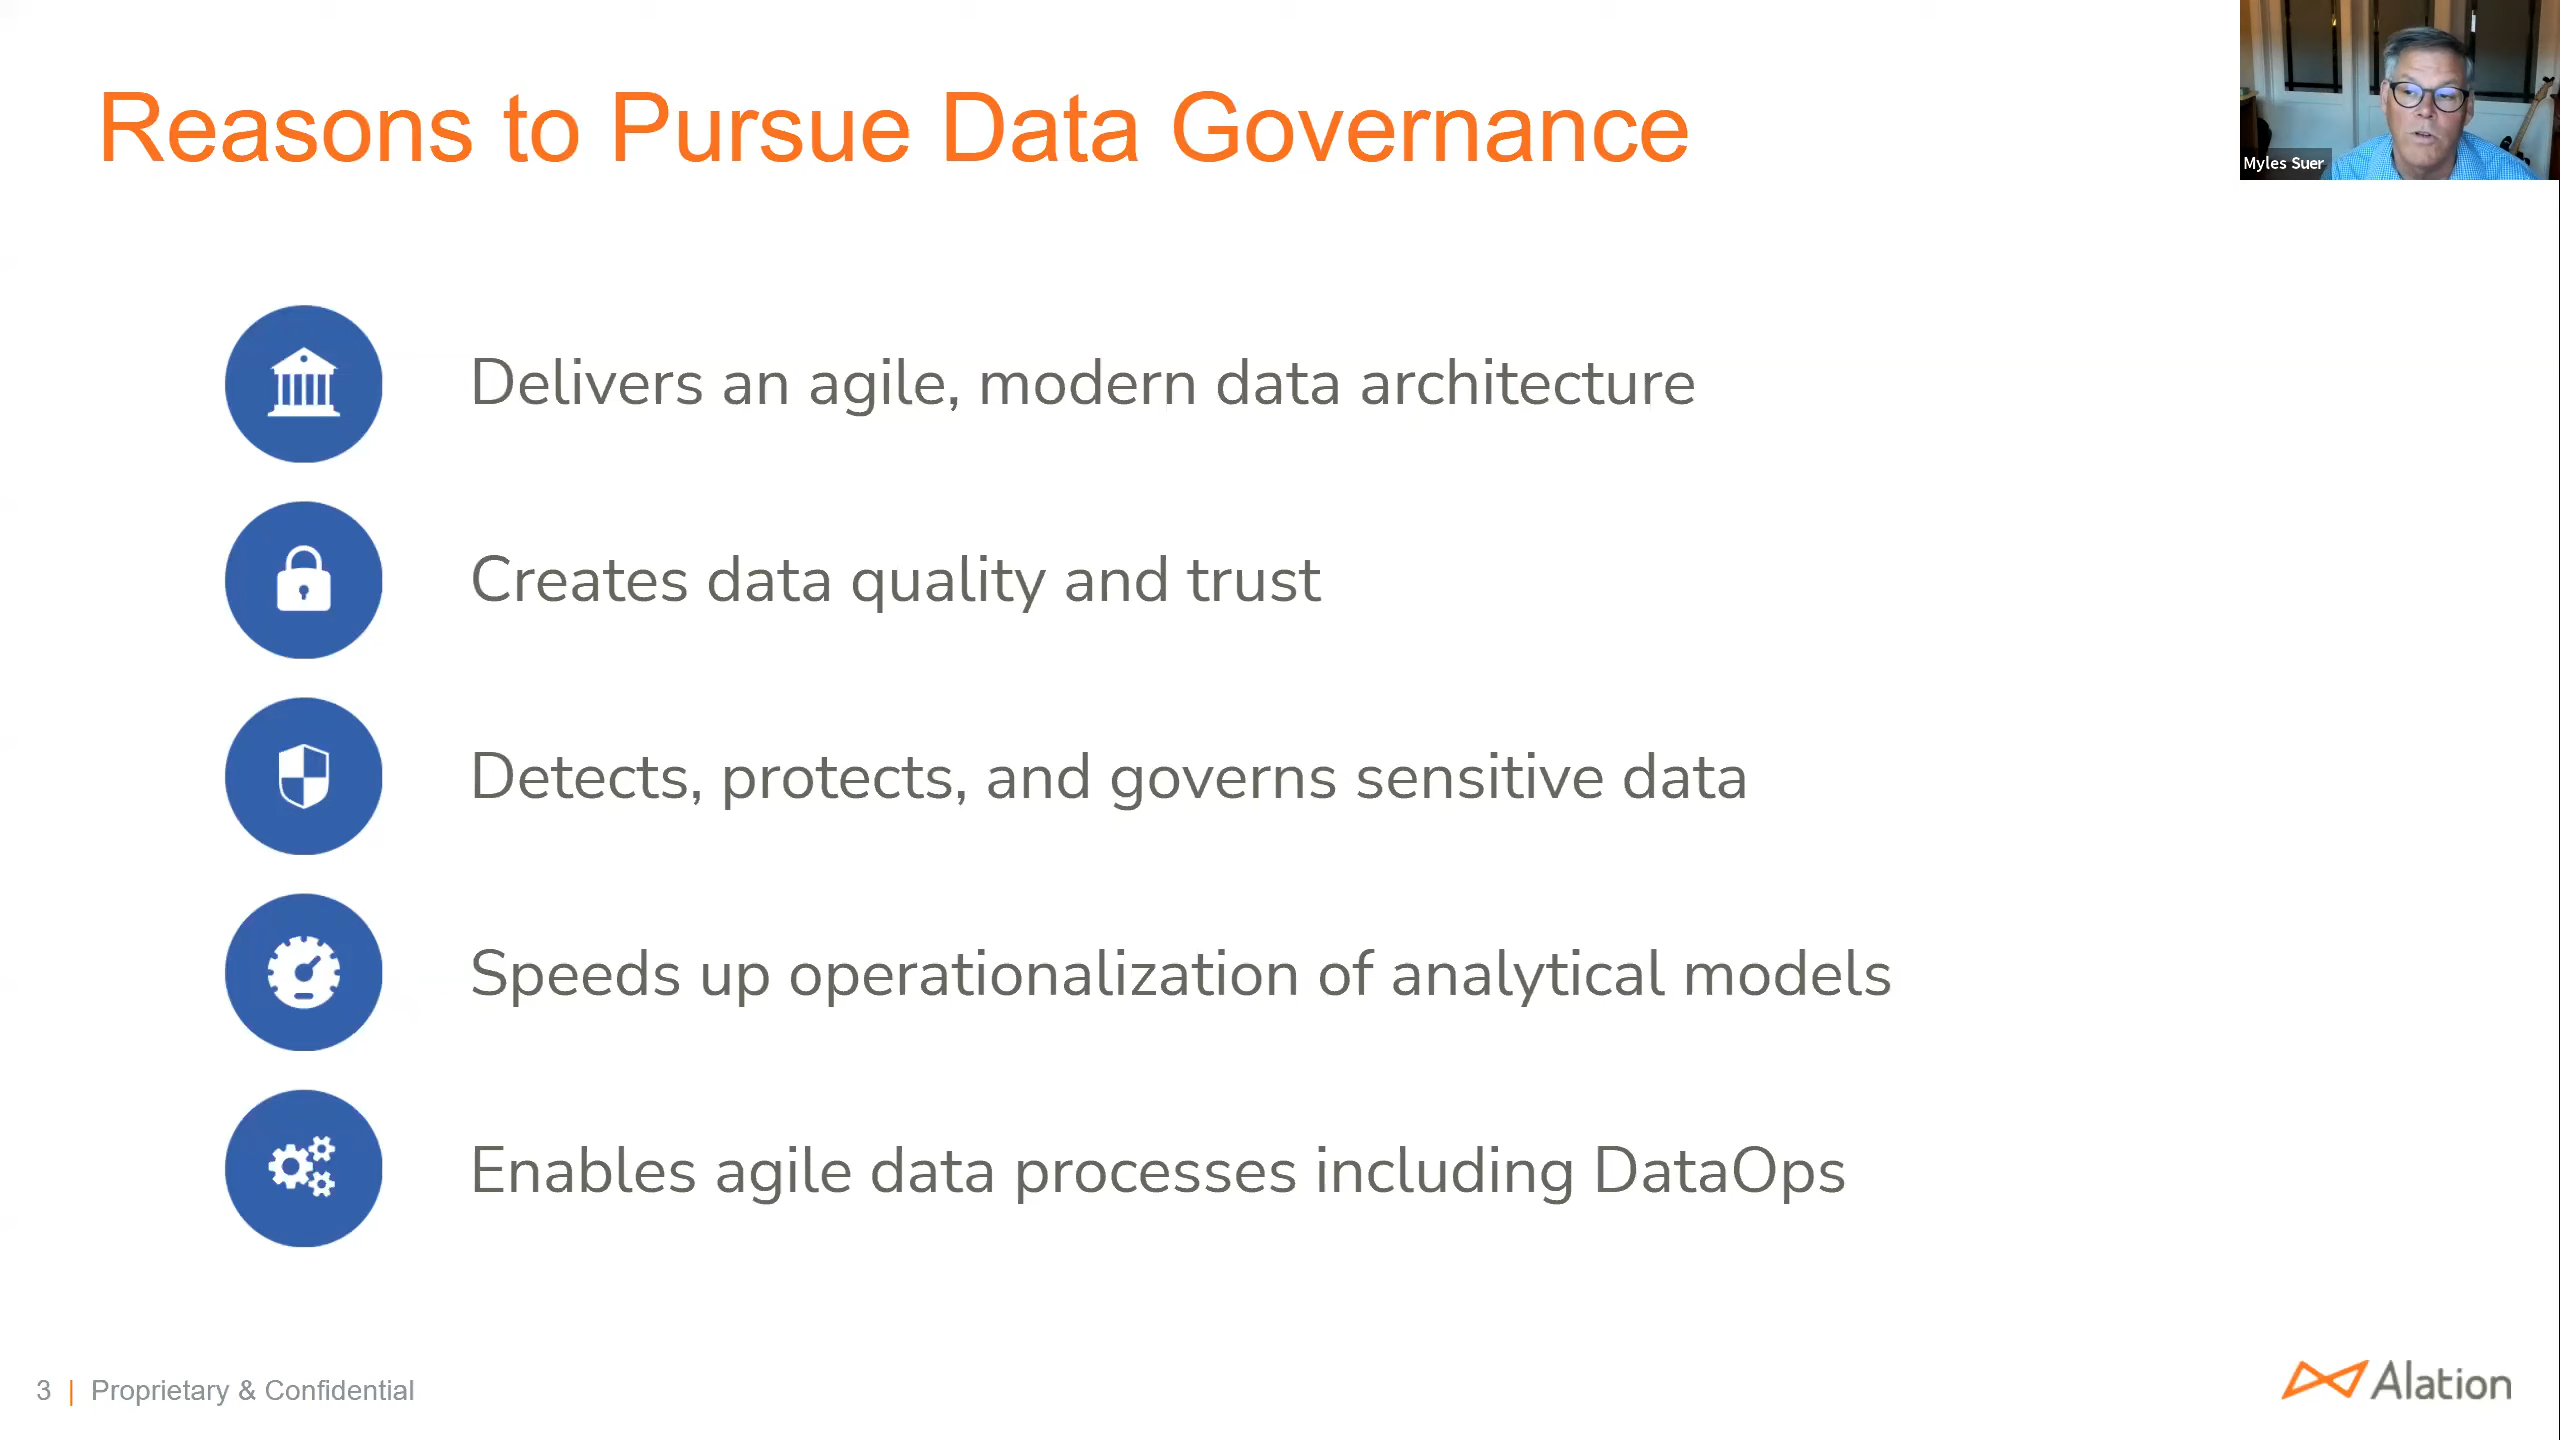 Reasons to Pursue Data Governance
Myles Suer
Delivers an agile, modern data architecture
Creates data quality and trust
Detects, protects, and governs sensitive data
Speeds up operationalization of analytical models
Enables agile data processes including DataOps
3 | Proprietary & Confidential
Alation